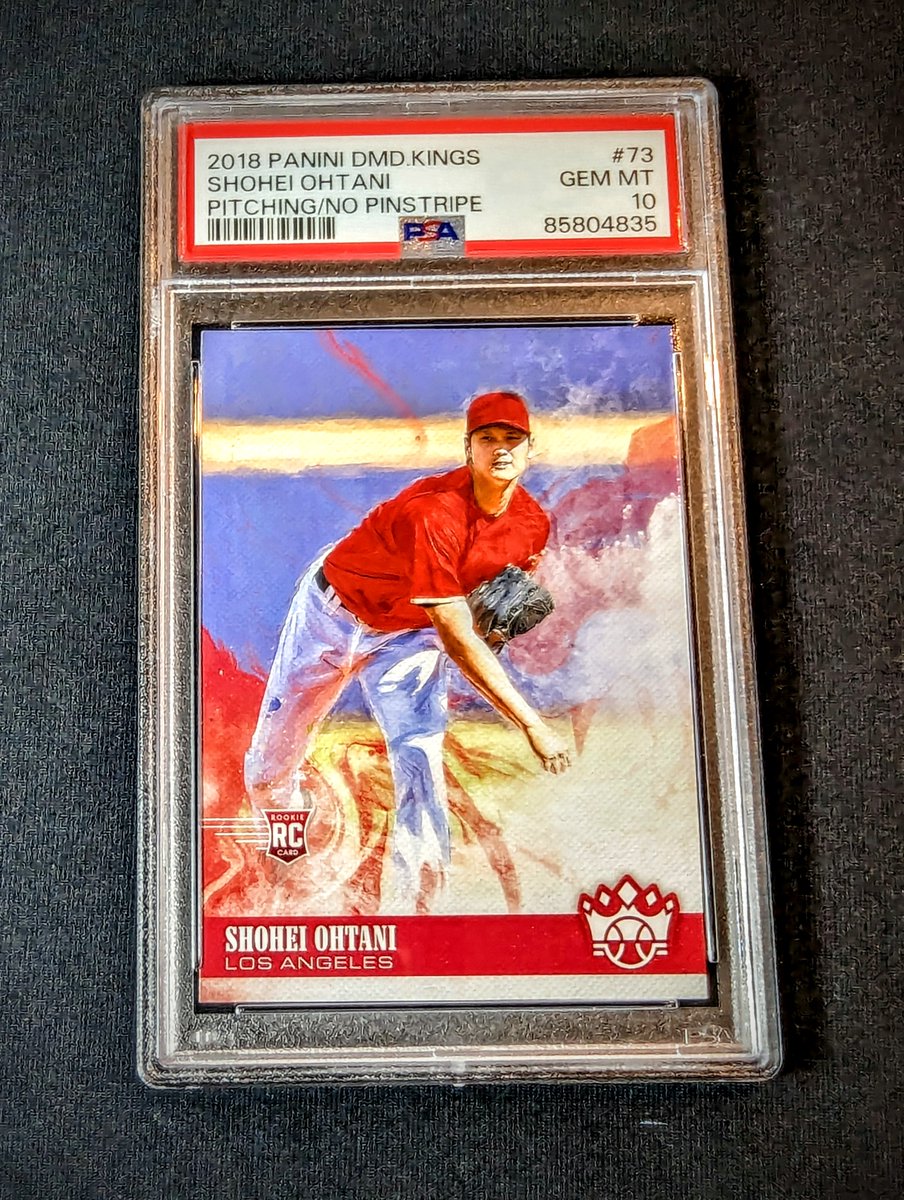 2018 PANINI DMD.KINGS #73
SHOHEI OHTANI GEM MT
PITCHING/NO PINSTRIPE 10
PSA 85804835
ROOKIE
RC
CARD
SHOHEI OHTANI
LOS ANGELES
PSA